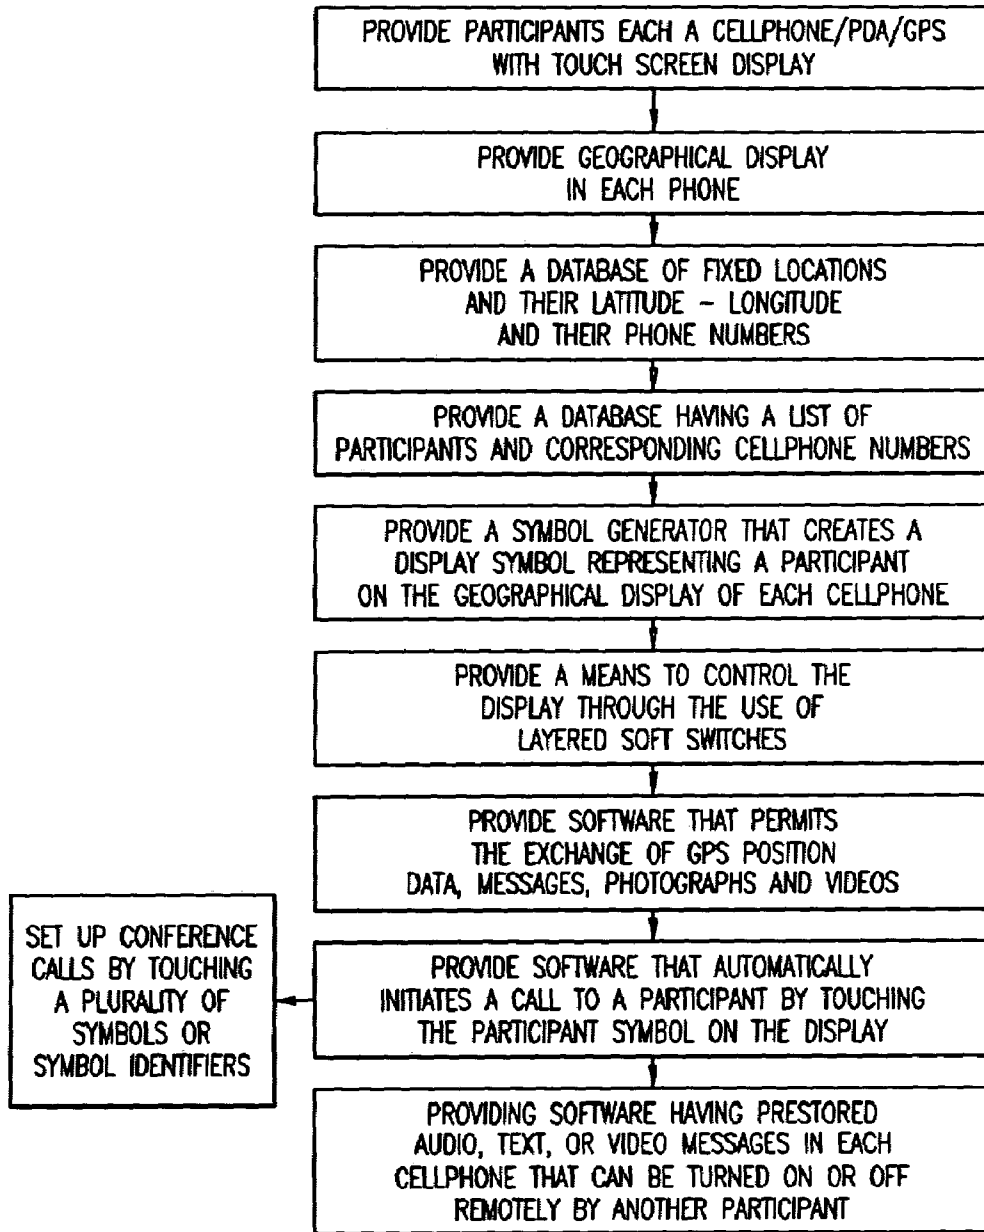 PROVIDE PARTICIPANTS EACH A CELLPHONE/PDA/GPS
WITH TOUCH SCREEN DISPLAY
PROVIDE GEOGRAPHICAL DISPLAY
IN EACH PHONE
PROVIDE A DATABASE OF FIXED LOCATIONS
AND THEIR LATITUDE – LONGITUDE
AND THEIR PHONE NUMBERS
PROVIDE A DATABASE HAVING A LIST OF
PARTICIPANTS AND CORRESPONDING CELLPHONE NUMBERS
PROVIDE A SYMBOL GENERATOR THAT CREATES A
DISPLAY SYMBOL REPRESENTING A PARTICIPANT
ON THE GEOGRAPHICAL DISPLAY OF EACH CELLPHONE
PROVIDE A MEANS TO CONTROL THE
DISPLAY THROUGH THE USE OF
LAYERED SOFT SWITCHES
PROVIDE SOFTWARE THAT PERMITS
THE EXCHANGE OF GPS POSITION
DATA, MESSAGES, PHOTOGRAPHS AND VIDEOS
PROVIDE SOFTWARE THAT AUTOMATICALLY
INITIATES A CALL TO A PARTICIPANT BY TOUCHING
THE PARTICIPANT SYMBOL ON THE DISPLAY
SET UP CONFERENCE
CALLS BY TOUCHING
A PLURALITY OF
SYMBOLS OR
SYMBOL IDENTIFIERS
PROVIDING SOFTWARE HAVING PRESTORED
AUDIO, TEXT, OR VIDEO MESSAGES IN EACH
CELLPHONE THAT CAN BE TURNED ON OR OFF
REMOTELY BY ANOTHER PARTICIPANT